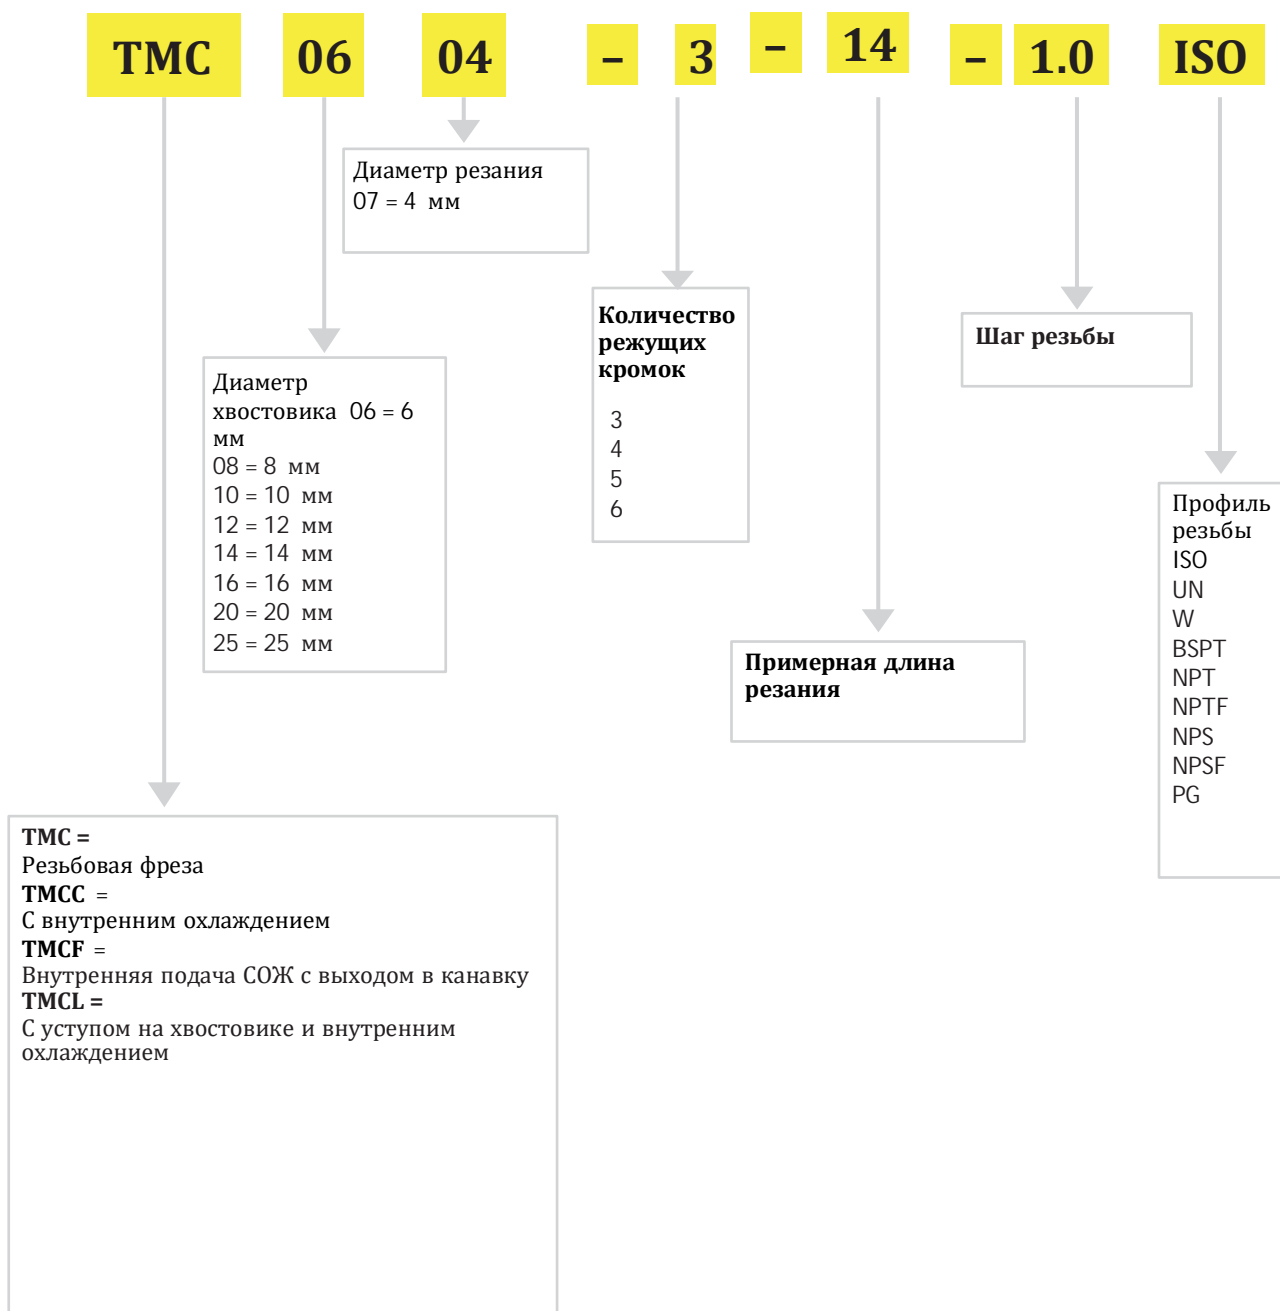 TMC 06 04 – 3 – 14 – 1.0 ISO
Диаметр резания
07 = 4 мм
Количество
режущих
кромок
3
4
5
6
Шаг резьбы
Диаметр
хвостовика 06 = 6
мм
08 = 8 мм
10 = 10 мм
12 = 12 мм
14 = 14 мм
16 = 16 мм
20 = 20 мм
25 = 25 мм
Профиль
резьбы
ISO
UN
W
BSPT
NPT
NPTF
NPS
NPSF
PG
Примерная длина
резания
TMC =
Резьбовая фреза
TMCC =
С внутренним охлаждением
TMCF =
Внутренняя подача СОЖ с выходом в канавку
TMCL =
С уступом на хвостовике и внутренним
охлаждением